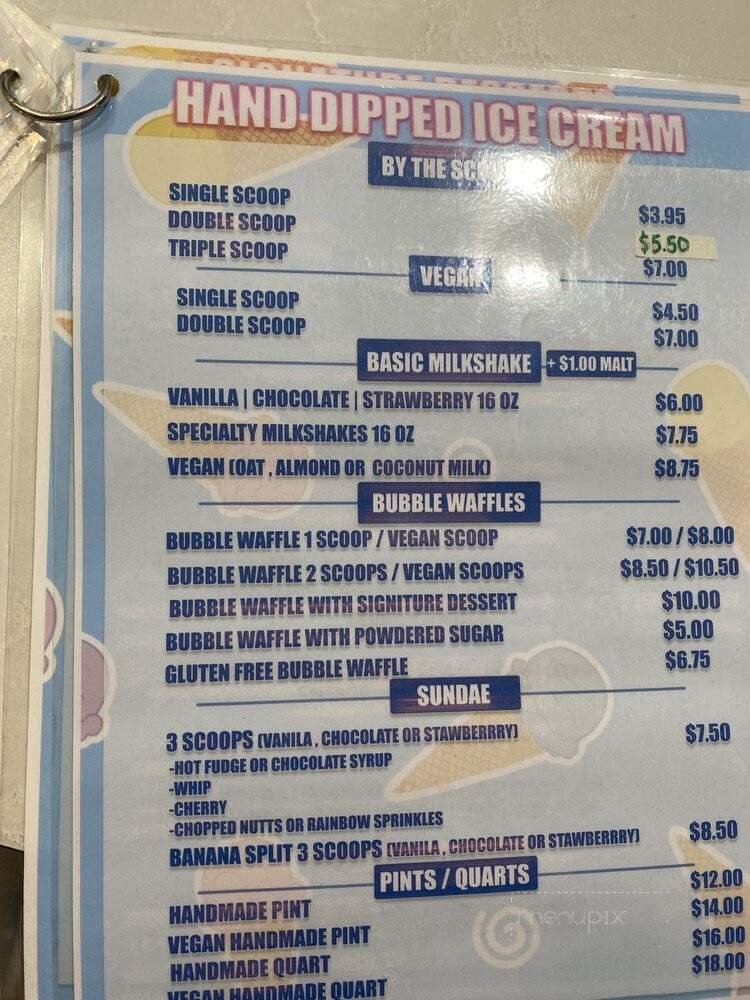 HAND-DIPPED ICE CREAM
BY THE
SINGLE SCOOP $3.95
DOUBLE SCOOP $5.50
TRIPLE SCOOP $7.00
VEGAN
SINGLE SCOOP $4.50
DOUBLE SCOOP $7.00
BASIC MILKSHAKE + $1.00 MALT
VANILLA | CHOCOLATE | STRAWBERRY 16 OZ $6.00
SPECIALTY MILKSHAKES 16 OZ $7.75
VEGAN (OAT , ALMOND OR COCONUT MILK) $8.75
BUBBLE WAFFLES
BUBBLE WAFFLE 1 SCOOP / VEGAN SCOOP $7.00 / $8.00
BUBBLE WAFFLE 2 SCOOPS / VEGAN SCOOPS $8.50 / $10.50
BUBBLE WAFFLE WITH SIGNITURE DESSERT $10.00
BUBBLE WAFFLE WITH POWDERED SUGAR $5.00
GLUTEN FREE BUBBLE WAFFLE $6.75
SUNDAE
3 SCOOPS (VANILA , CHOCOLATE OR STAWBERRRY) $7.50
-HOT FUDGE OR CHOCOLATE SYRUP
-WHIP
-CHERRY
-CHOPPED NUTTS OR RAINBOW SPRINKLES
BANANA SPLIT 3 SCOOPS (VANILA , CHOCOLATE OR STAWBERRRY) $8.50
PINTS / QUARTS
HANDMADE PINT $12.00
VEGAN HANDMADE PINT $14.00
HANDMADE QUART $16.00
VEGAN HANDMADE QUART $18.00
menupix